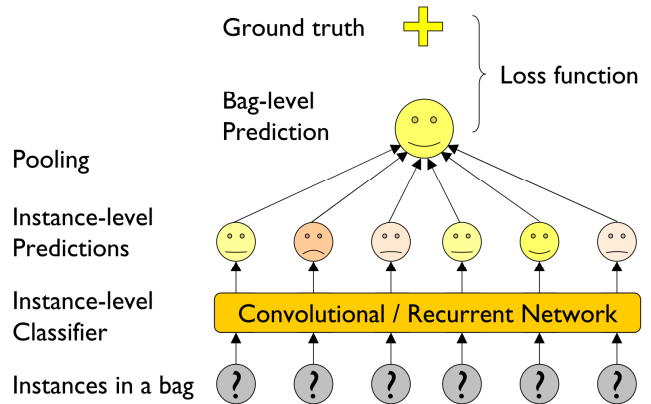 Ground truth
Loss function
Bag-level
Prediction
Pooling
Instance-level
Predictions
Instance-level
Classifier
Convolutional / Recurrent Network
Instances in a bag
? ? ? ? ? ?